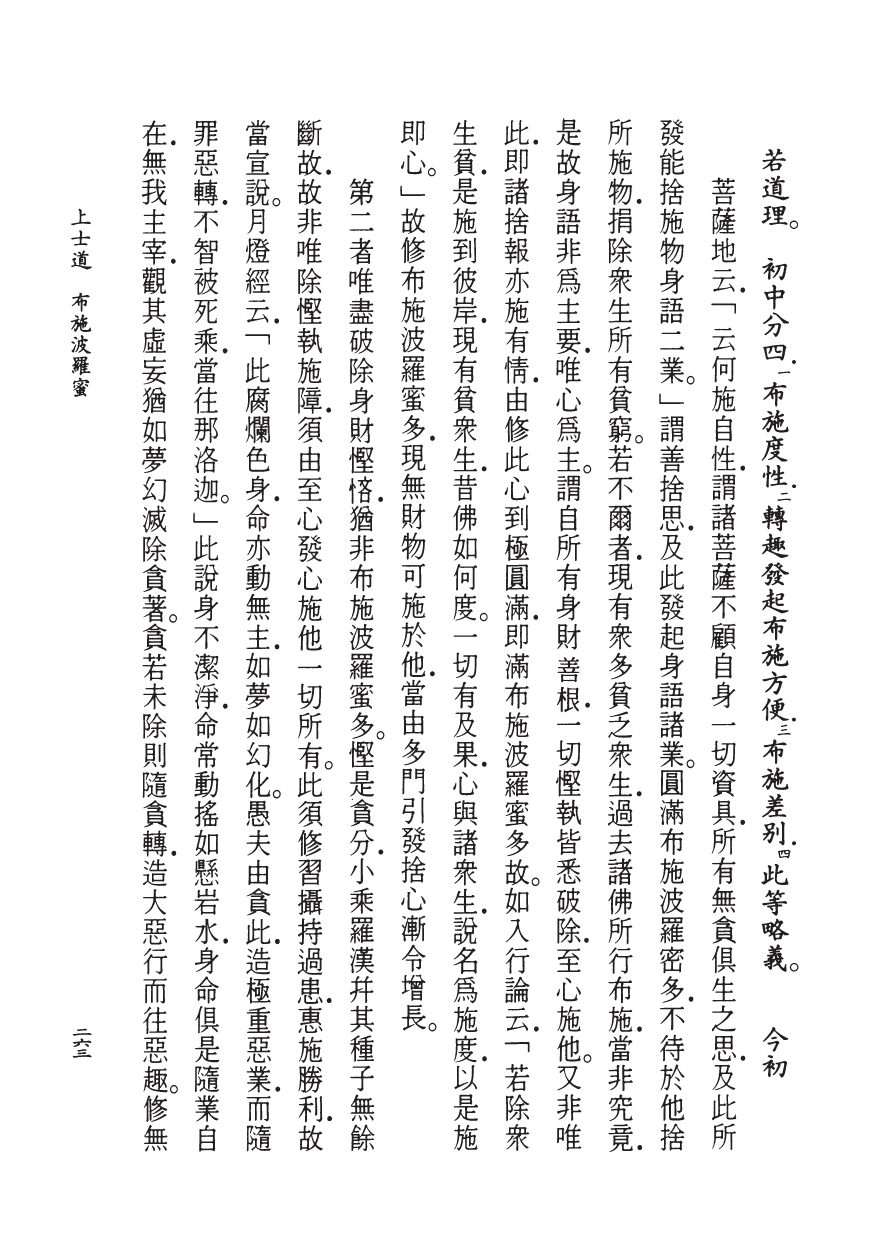 若道理。　初中分四．一布施度性．二轉趣發起布施方便．三布施差別．四此等略義。　今初
菩薩地云．「云何施自性．謂諸菩薩不顧自身一切資具．所有無貪俱生之思．及此所
發能捨施物身語二業。」謂善捨思．及此發起身語諸業。圓滿布施波羅密多．不待於他捨
所施物．捐除眾生所有貧窮。若不爾者．現有眾多貧乏眾生．過去諸佛所行布施．當非究竟．
是故身語非爲主要．唯心爲主。謂自所有身財善根．一切慳執皆悉破除．至心施他。又非唯
此．即諸捨報亦施有情．由修此心到極圓滿．即滿布施波羅蜜多故。如入行論云．「若除眾
生貧．是施到彼岸．現有貧眾生．昔佛如何度。一切有及果．心與諸眾生．說名爲施度．以是施
即心。」故修布施波羅蜜多．現無財物可施於他．當由多門引發捨心漸令增長。
第二者唯盡破除身財慳悋．猶非布施波羅蜜多。慳是貪分．小乘羅漢幷其種子無餘
斷故．故非唯除慳執施障．須由至心發心施他一切所有。此須修習攝持過患．惠施勝利．故
當宣說。月燈經云．「此腐爛色身．命亦動無主．如夢如幻化。愚夫由貪此．造極重惡業．而隨
罪惡轉．不智被死乘．當往那洛迦。」此說身不潔淨．命常動搖如懸岩水．身命俱是隨業自
在．無我主宰．觀其虛妄猶如夢幻滅除貪著。貪若未除則隨貪轉．造大惡行而往惡趣。修無
上士道　布施波羅蜜
二六三